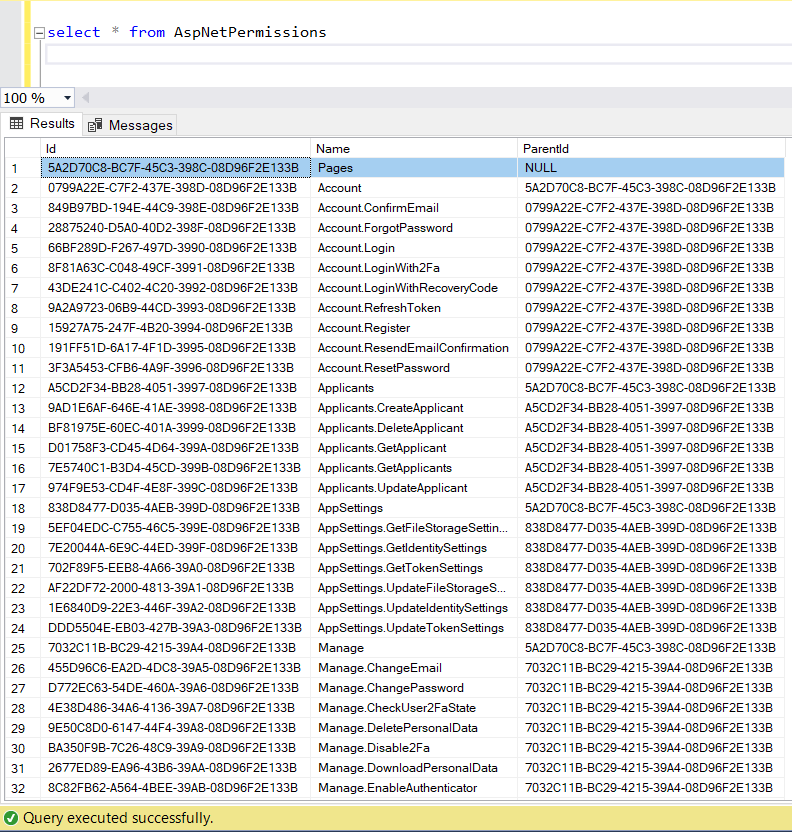 select * from AspNetPermissions
100 %
Results Messages
Id Name ParentId
1 5A2D70C8-BC7F-45C3-398C-08D96F2E133B Pages NULL
2 0799A22E-C7F2-437E-398D-08D96F2E133B Account 5A2D70C8-BC7F-45C3-398C-08D96F2E133B
3 849B97BD-194E-44C9-398E-08D96F2E133B Account.ConfirmEmail 0799A22E-C7F2-437E-398D-08D96F2E133B
4 28875240-D5A0-40D2-398F-08D96F2E133B Account.ForgotPassword 0799A22E-C7F2-437E-398D-08D96F2E133B
5 66BF289D-F267-497D-3990-08D96F2E133B Account.Login 0799A22E-C7F2-437E-398D-08D96F2E133B
6 8F81A63C-C048-49CF-3991-08D96F2E133B Account.LoginWith2Fa 0799A22E-C7F2-437E-398D-08D96F2E133B
7 43DE241C-C402-4C20-3992-08D96F2E133B Account.LoginWithRecoveryCode 0799A22E-C7F2-437E-398D-08D96F2E133B
8 9A2A9723-06B9-44CD-3993-08D96F2E133B Account.RefreshToken 0799A22E-C7F2-437E-398D-08D96F2E133B
9 15927A75-247F-4B20-3994-08D96F2E133B Account.Register 0799A22E-C7F2-437E-398D-08D96F2E133B
10 191FF51D-6A17-4F1D-3995-08D96F2E133B Account.ResendEmailConfirmation 0799A22E-C7F2-437E-398D-08D96F2E133B
11 3F3A5453-CFB6-4A9F-3996-08D96F2E133B Account.ResetPassword 0799A22E-C7F2-437E-398D-08D96F2E133B
12 A5CD2F34-BB28-4051-3997-08D96F2E133B Applicants 5A2D70C8-BC7F-45C3-398C-08D96F2E133B
13 9AD1E6AF-646E-41AE-3998-08D96F2E133B Applicants.CreateApplicant A5CD2F34-BB28-4051-3997-08D96F2E133B
14 BF81975E-60EC-401A-3999-08D96F2E133B Applicants.DeleteApplicant A5CD2F34-BB28-4051-3997-08D96F2E133B
15 D01758F3-CD45-4D64-399A-08D96F2E133B Applicants.GetApplicant A5CD2F34-BB28-4051-3997-08D96F2E133B
16 7E5740C1-B3D4-45CD-399B-08D96F2E133B Applicants.GetApplicants A5CD2F34-BB28-4051-3997-08D96F2E133B
17 974F9E53-CD4F-4E8F-399C-08D96F2E133B Applicants.UpdateApplicant A5CD2F34-BB28-4051-3997-08D96F2E133B
18 838D8477-D035-4AEB-399D-08D96F2E133B AppSettings 5A2D70C8-BC7F-45C3-398C-08D96F2E133B
19 5EF04EDC-C755-46C5-399E-08D96F2E133B AppSettings.GetFileStorageSettin... 838D8477-D035-4AEB-399D-08D96F2E133B
20 7E20044A-6E9C-44ED-399F-08D96F2E133B AppSettings.GetIdentitySettings 838D8477-D035-4AEB-399D-08D96F2E133B
21 702F89F5-EEB8-4A66-39A0-08D96F2E133B AppSettings.GetTokenSettings 838D8477-D035-4AEB-399D-08D96F2E133B
22 AF22DF72-2000-4813-39A1-08D96F2E133B AppSettings.UpdateFileStorageS... 838D8477-D035-4AEB-399D-08D96F2E133B
23 1E6840D9-22E3-446F-39A2-08D96F2E133B AppSettings.UpdateIdentitySettings 838D8477-D035-4AEB-399D-08D96F2E133B
24 DDD5504E-EB03-427B-39A3-08D96F2E133B AppSettings.UpdateTokenSettings 838D8477-D035-4AEB-399D-08D96F2E133B
25 7032C11B-BC29-4215-39A4-08D96F2E133B Manage 5A2D70C8-BC7F-45C3-398C-08D96F2E133B
26 455D96C6-EA2D-4DC8-39A5-08D96F2E133B Manage.ChangeEmail 7032C11B-BC29-4215-39A4-08D96F2E133B
27 D772EC63-54DE-460A-39A6-08D96F2E133B Manage.ChangePassword 7032C11B-BC29-4215-39A4-08D96F2E133B
28 4E38D486-34A6-4136-39A7-08D96F2E133B Manage.CheckUser2FaState 7032C11B-BC29-4215-39A4-08D96F2E133B
29 9E50C8D0-6147-44F4-39A8-08D96F2E133B Manage.DeletePersonalData 7032C11B-BC29-4215-39A4-08D96F2E133B
30 BA350F9B-7C26-48C9-39A9-08D96F2E133B Manage.Disable2Fa 7032C11B-BC29-4215-39A4-08D96F2E133B
31 2677ED89-EA96-43B6-39AA-08D96F2E133B Manage.DownloadPersonalData 7032C11B-BC29-4215-39A4-08D96F2E133B
32 8C82FB62-A564-4BEE-39AB-08D96F2E133B Manage.EnableAuthenticator 7032C11B-BC29-4215-39A4-08D96F2E133B
Query executed successfully.